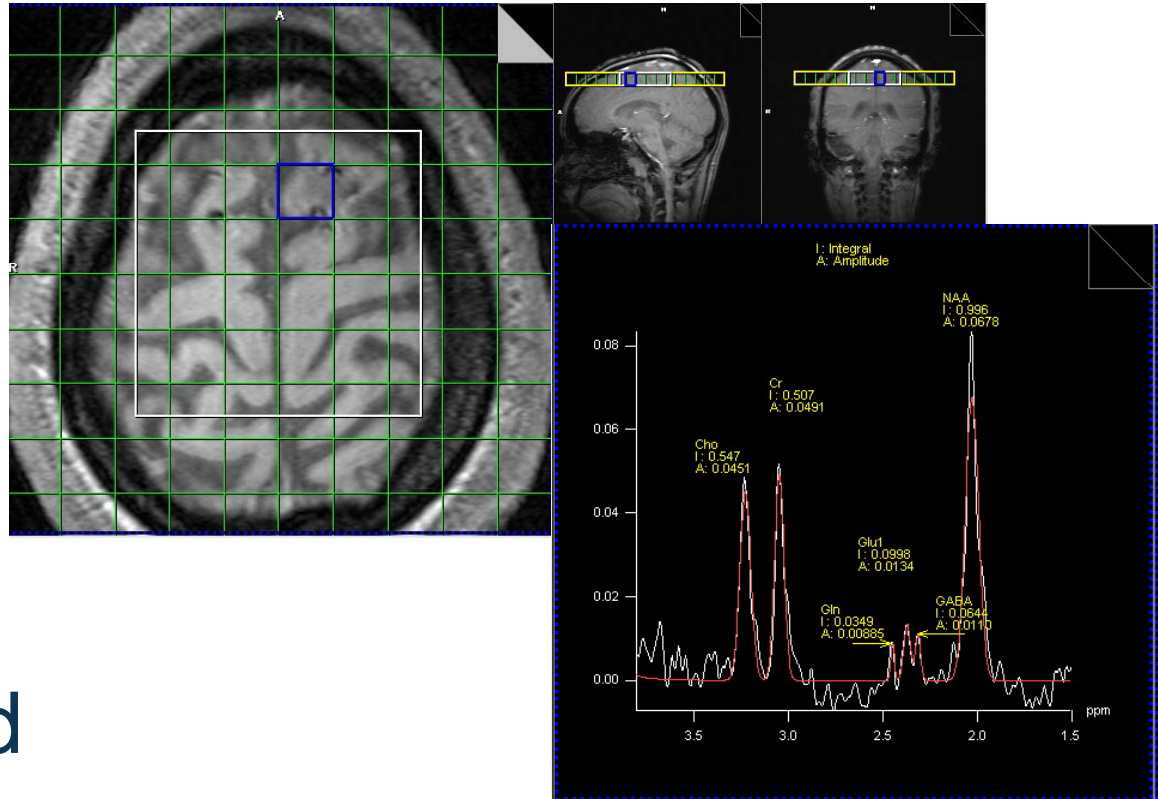 A
R
H
H
A
R
I : Integral
A: Amplitude
NAA
I : 0.996
A: 0.0678
Cr
I : 0.507
A: 0.0491
Cho
I : 0.547
A: 0.0451
Glu1
I : 0.0998
A: 0.0134
Gln
I : 0.0349
A: 0.00885
GABA
I : 0.0644
A: 0.0110
0.08
0.06
0.04
0.02
0.00
3.5 3.0 2.5 2.0 1.5
ppm
d